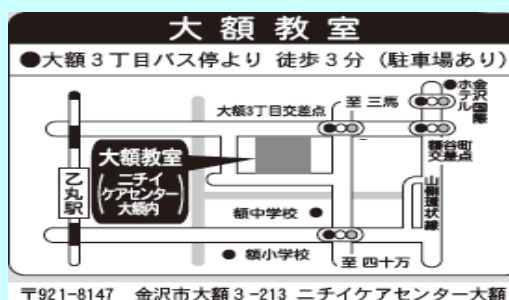 大額教室
●大額3丁目バス停より 徒歩3分（駐車場あり）
大額3丁目交差点
至 三馬
●金沢国際ホテル
額谷町交差点
大額教室
（ニチイケアセンター大額内）
乙丸駅
山側環状線
額中学校 ●
● 額小学校
至 四十万
〒921-8147 金沢市大額3-213 ニチイケアセンター大額